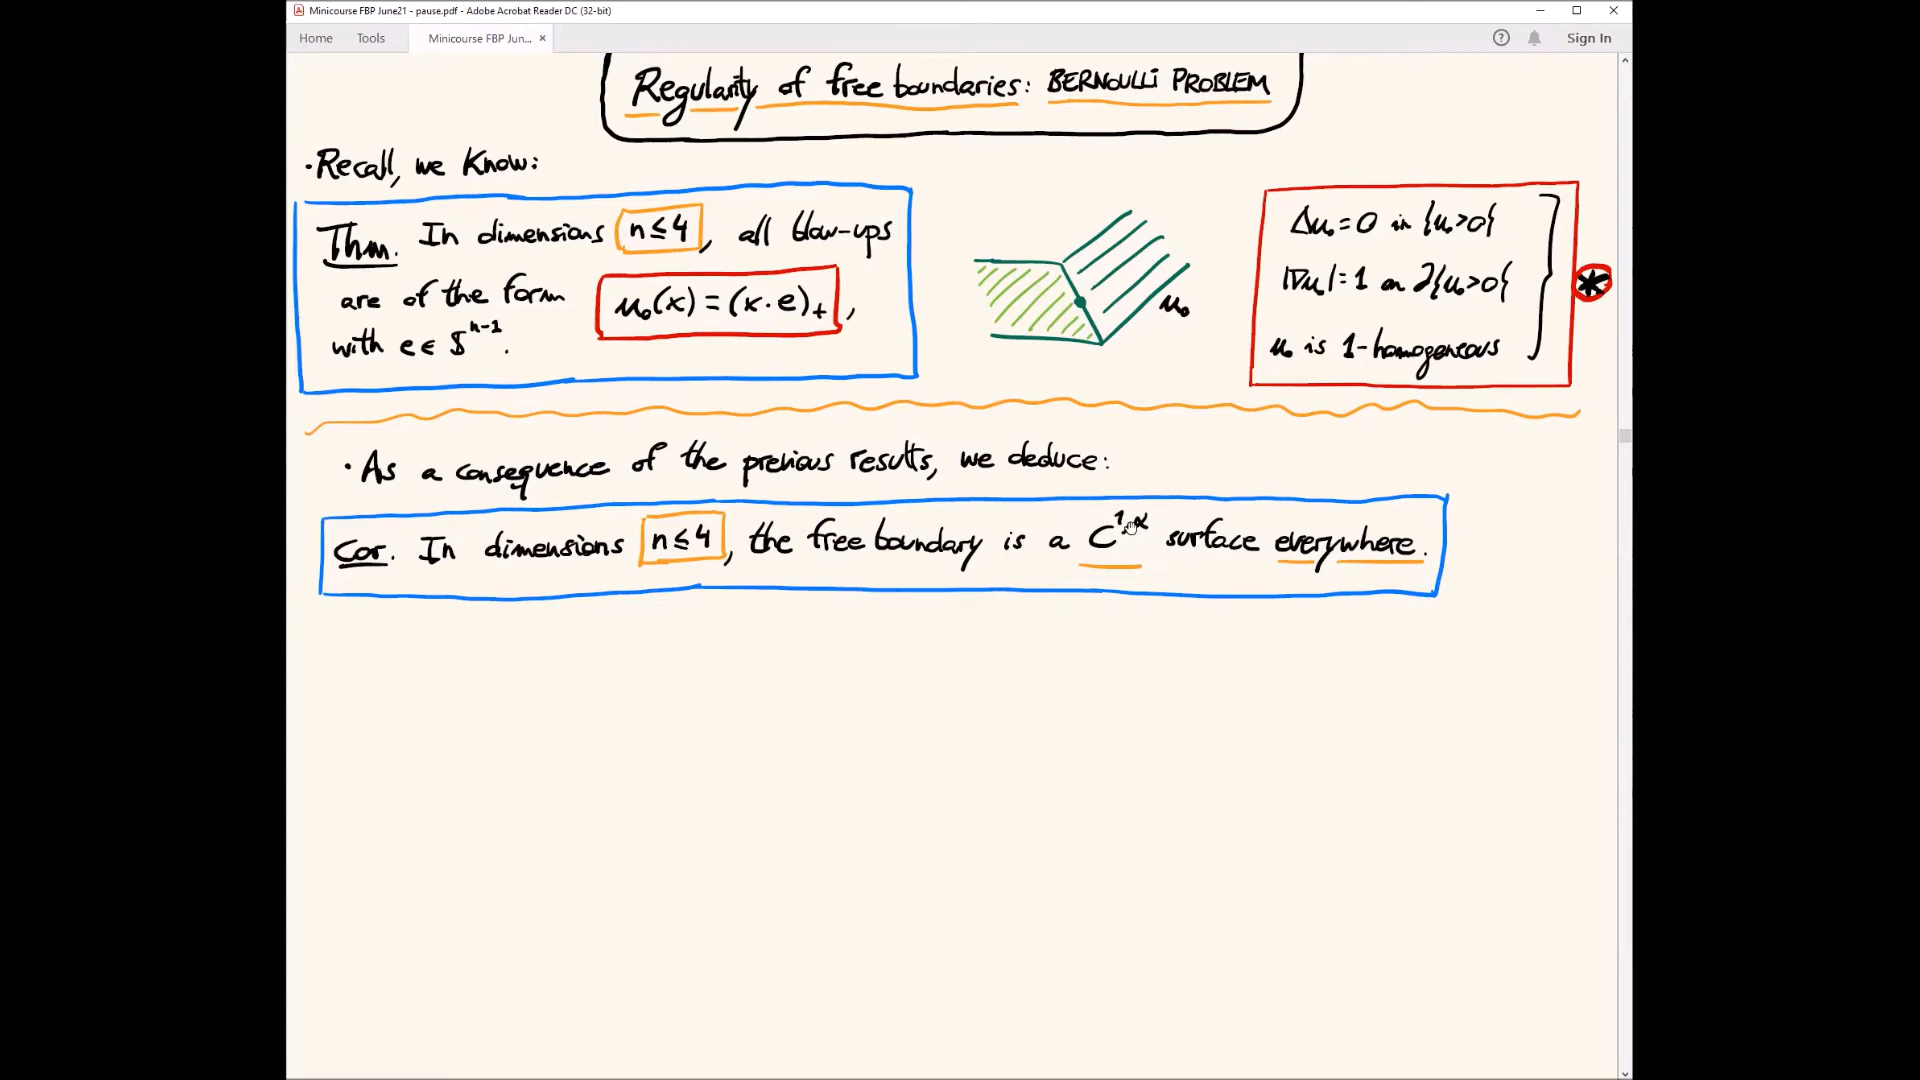 Minicourse FBP June21 - pause.pdf - Adobe Acrobat Reader DC (32-bit)
Home Tools Minicourse FBP Jun... × Sign In
Regularity of free boundaries: BERNOULLI PROBLEM
· Recall, we know:
Thm. In dimensions n≤4, all blow-ups
are of the form u₀(x) = (x·e)₊,
with e ∈ 𝕊ⁿ⁻¹.
u₀
Δu₀ = 0 in {u₀>0}
|∇u₀| = 1 on ∂{u₀>0}
u₀ is 1-homogeneous
*
· As a consequence of the previous results, we deduce:
Cor. In dimensions n≤4, the free boundary is a C^{1,α} surface everywhere.